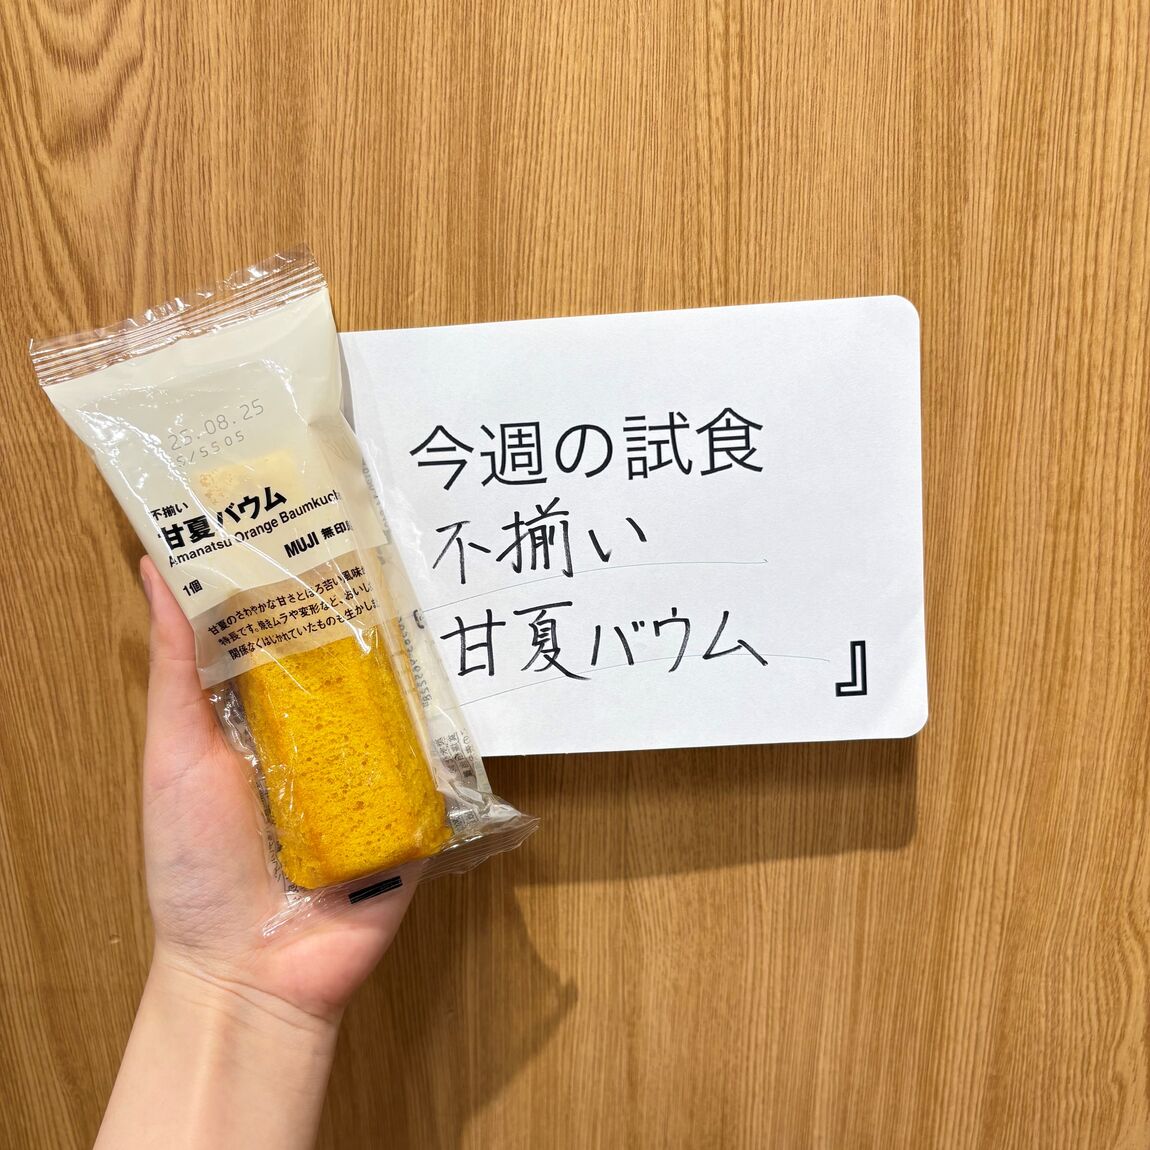 25.08.25
S/5505
不揃い
甘夏バウム
Amanatsu Orange
MUJI 無印
1個
甘夏のさわやかな甘さとほろ苦い風味が
特長です。焼きムラや変形など、おいし
関係なくはじかれていたものも生かしま
今週の試食
不揃い
甘夏バウム
』